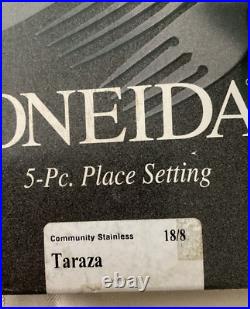 ONEIDA
5-Pc. Place Setting
Community Stainless 18/8
Taraza